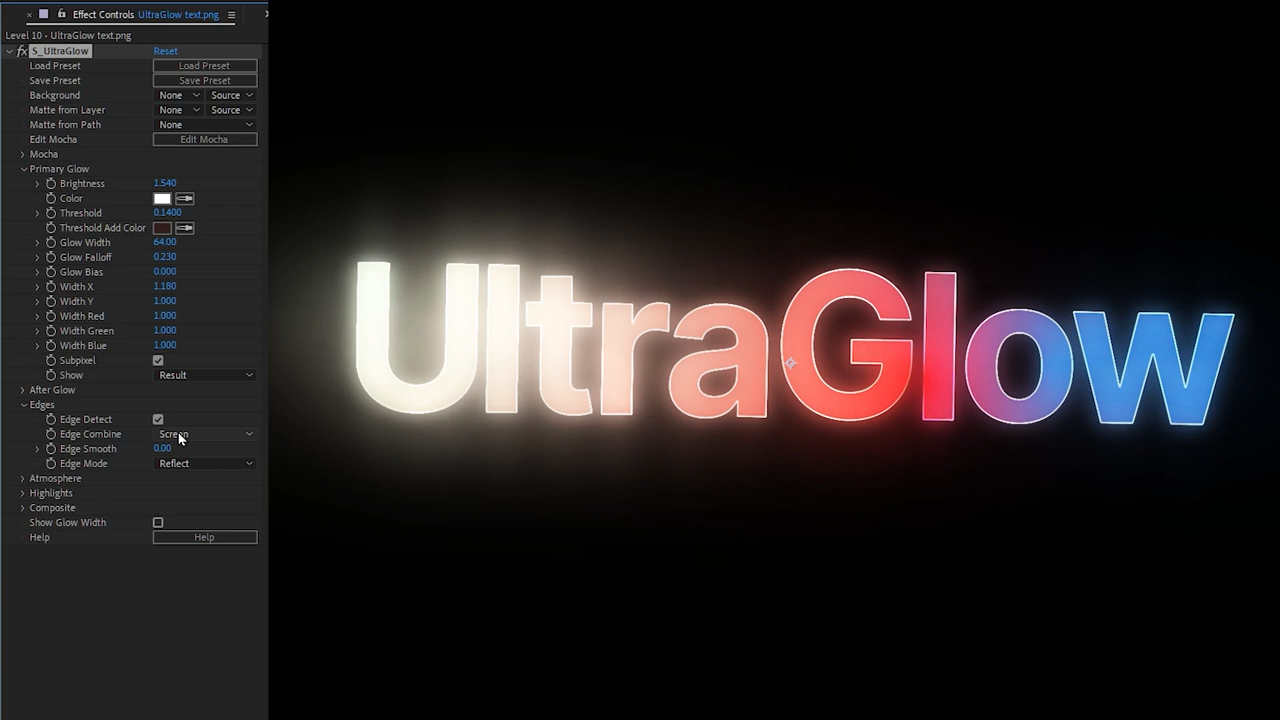 Effect Controls UltraGlow text.png
Level 10 · UltraGlow text.png
fx S_UltraGlow Reset
Load Preset Load Preset
Save Preset Save Preset
Background None Source
Matte from Layer None Source
Matte from Path None
Edit Mocha Edit Mocha
Mocha
Primary Glow
Brightness 1.540
Color
Threshold 0.1400
Threshold Add Color
Glow Width 64.00
Glow Falloff 0.230
Glow Bias 0.000
Width X 1.180
Width Y 1.000
Width Red 1.000
Width Green 1.000
Width Blue 1.000
Subpixel
Show Result
After Glow
Edges
Edge Detect
Edge Combine Screen
Edge Smooth 0.00
Edge Mode Reflect
Atmosphere
Highlights
Composite
Show Glow Width
Help Help
UltraGlow